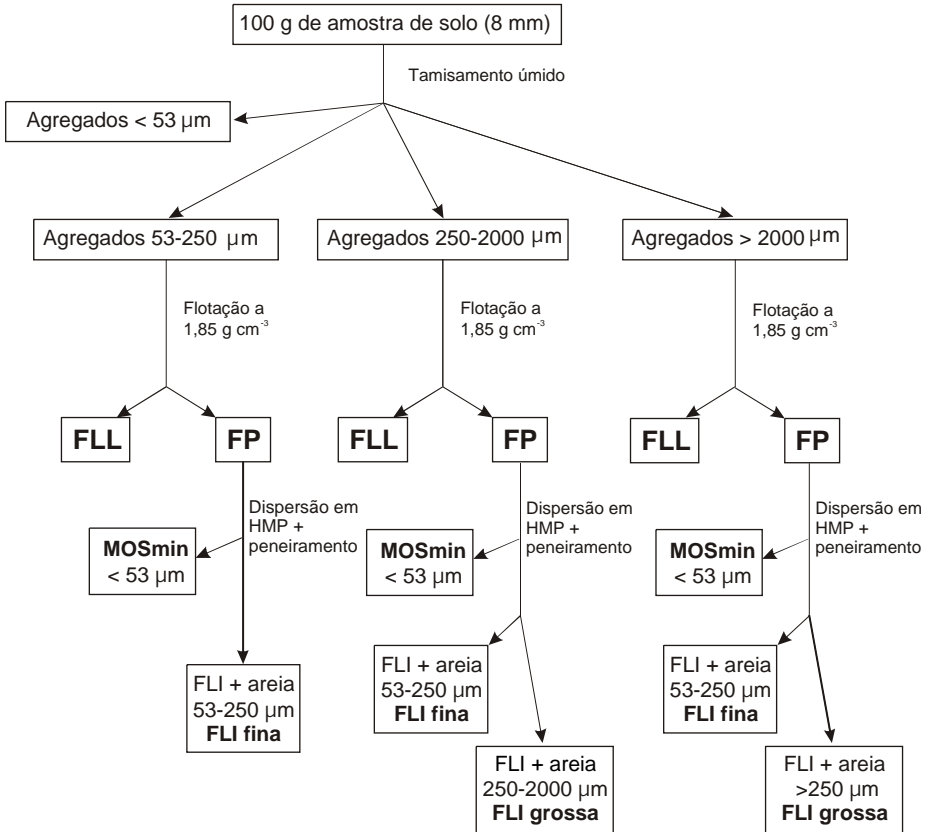 100 g de amostra de solo (8 mm)
Tamisamento úmido
Agregados < 53 µm
Agregados 53-250 µm
Agregados 250-2000 µm
Agregados > 2000 µm
Flotação a
1,85 g cm⁻³
Flotação a
1,85 g cm⁻³
Flotação a
1,85 g cm⁻³
FLL
FP
FLL
FP
FLL
FP
Dispersão em
HMP +
peneiramento
MOSmin
< 53 µm
Dispersão em
HMP +
peneiramento
MOSmin
< 53 µm
Dispersão em
HMP +
peneiramento
MOSmin
< 53 µm
FLI + areia
53-250 µm
FLI fina
FLI + areia
53-250 µm
FLI fina
FLI + areia
53-250 µm
FLI fina
FLI + areia
250-2000 µm
FLI grossa
FLI + areia
>250 µm
FLI grossa